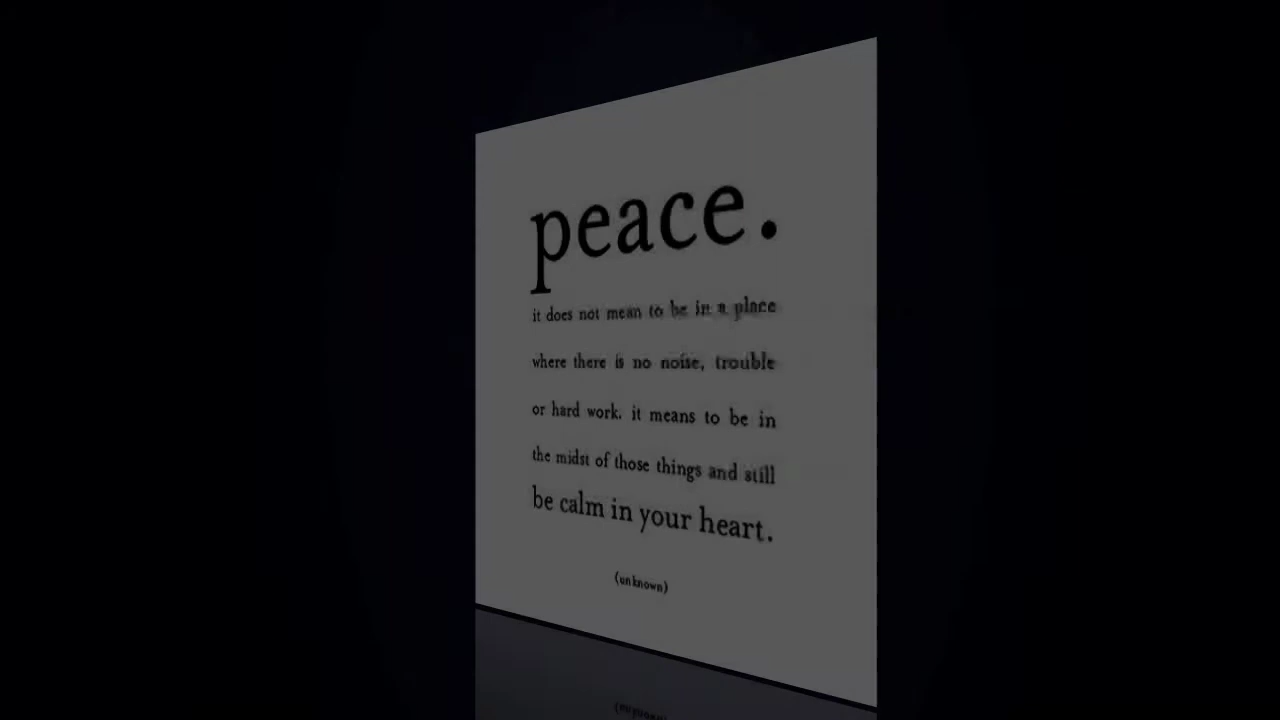 peace.
it does not mean to be in a place
where there is no noise, trouble
or hard work. it means to be in
the midst of those things and still
be calm in your heart.
(unknown)
(unknown)